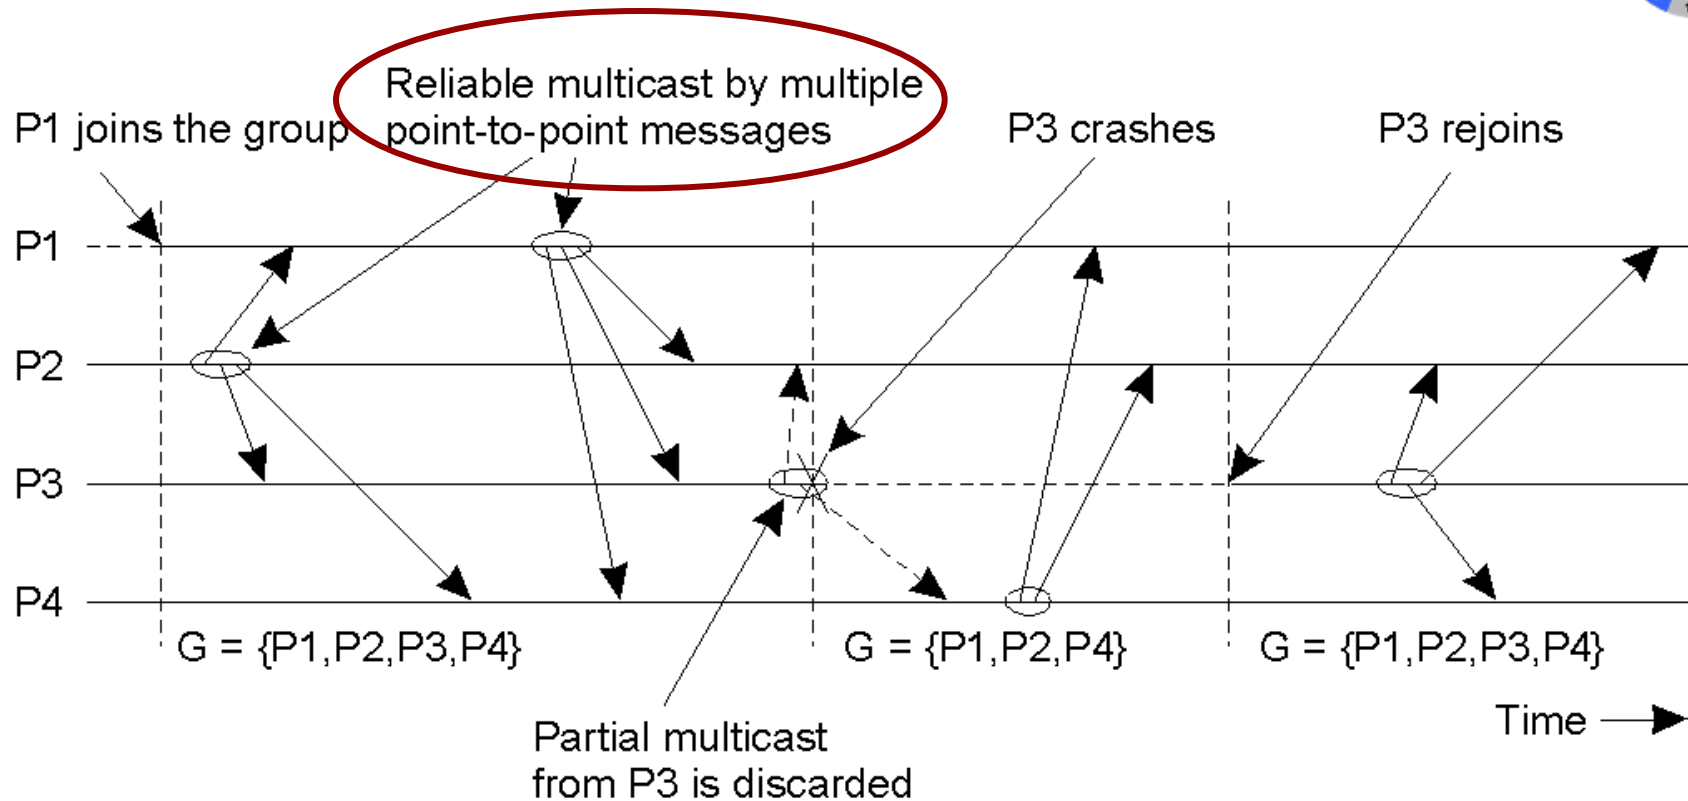 Reliable multicast by multiple
point-to-point messages
P1 joins the group
P3 crashes
P3 rejoins
P1
P2
P3
P4
G = {P1,P2,P3,P4}
G = {P1,P2,P4}
G = {P1,P2,P3,P4}
Time
Partial multicast
from P3 is discarded